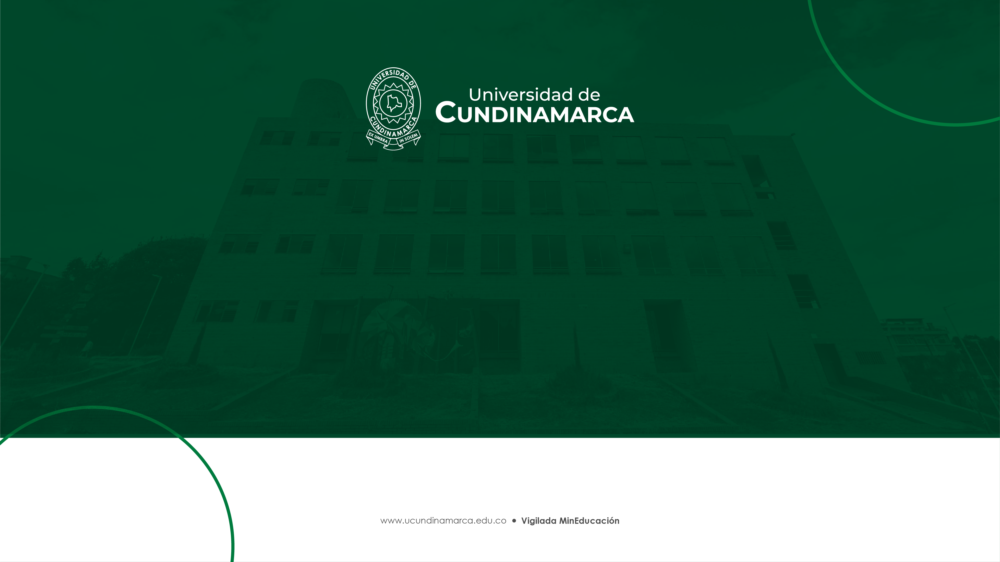 UNIVERSIDAD DE
CUNDINAMARCA
EX UMBRA IN SOLEM
Universidad de
CUNDINAMARCA
www.ucundinamarca.edu.co • Vigilada MinEducación